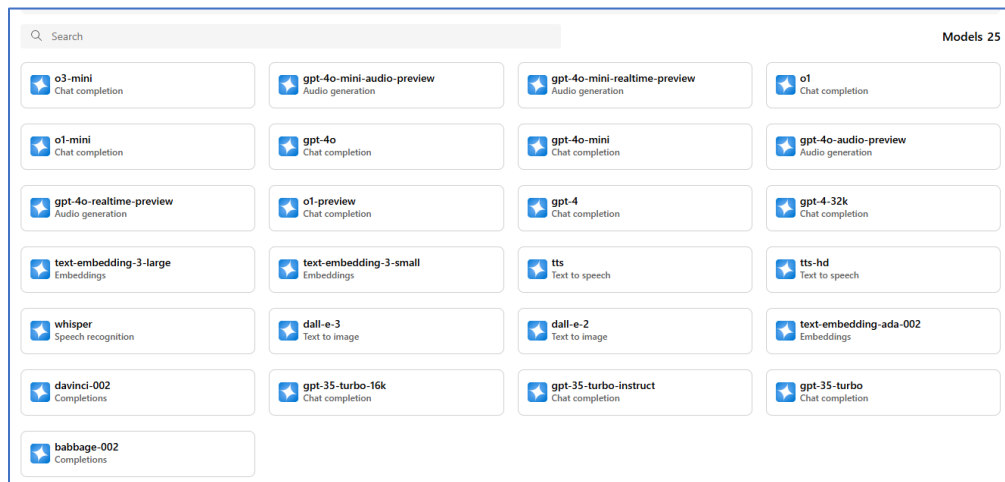 Search
Models 25
o3-mini
Chat completion
gpt-4o-mini-audio-preview
Audio generation
gpt-4o-mini-realtime-preview
Audio generation
o1
Chat completion
o1-mini
Chat completion
gpt-4o
Chat completion
gpt-4o-mini
Chat completion
gpt-4o-audio-preview
Audio generation
gpt-4o-realtime-preview
Audio generation
o1-preview
Chat completion
gpt-4
Chat completion
gpt-4-32k
Chat completion
text-embedding-3-large
Embeddings
text-embedding-3-small
Embeddings
tts
Text to speech
tts-hd
Text to speech
whisper
Speech recognition
dall-e-3
Text to image
dall-e-2
Text to image
text-embedding-ada-002
Embeddings
davinci-002
Completions
gpt-35-turbo-16k
Chat completion
gpt-35-turbo-instruct
Chat completion
gpt-35-turbo
Chat completion
babbage-002
Completions